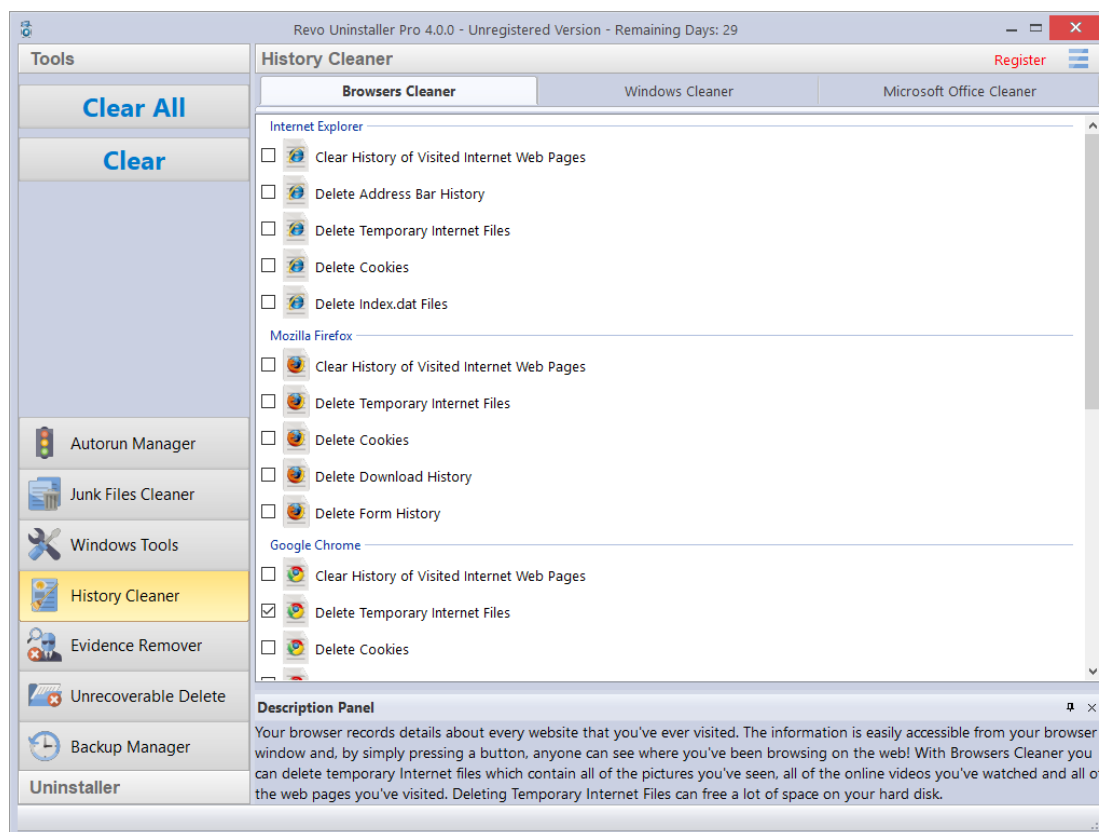 Revo Uninstaller Pro 4.0.0 - Unregistered Version - Remaining Days: 29
Tools
History Cleaner
Register
Clear All
Clear
Browsers Cleaner
Windows Cleaner
Microsoft Office Cleaner
Internet Explorer
Clear History of Visited Internet Web Pages
Delete Address Bar History
Delete Temporary Internet Files
Delete Cookies
Delete Index.dat Files
Mozilla Firefox
Clear History of Visited Internet Web Pages
Delete Temporary Internet Files
Delete Cookies
Delete Download History
Delete Form History
Google Chrome
Clear History of Visited Internet Web Pages
Delete Temporary Internet Files
Delete Cookies
Autorun Manager
Junk Files Cleaner
Windows Tools
History Cleaner
Evidence Remover
Unrecoverable Delete
Backup Manager
Uninstaller
Description Panel
Your browser records details about every website that you've ever visited. The information is easily accessible from your browser
window and, by simply pressing a button, anyone can see where you've been browsing on the web! With Browsers Cleaner you
can delete temporary Internet files which contain all of the pictures you've seen, all of the online videos you've watched and all of
the web pages you've visited. Deleting Temporary Internet Files can free a lot of space on your hard disk.